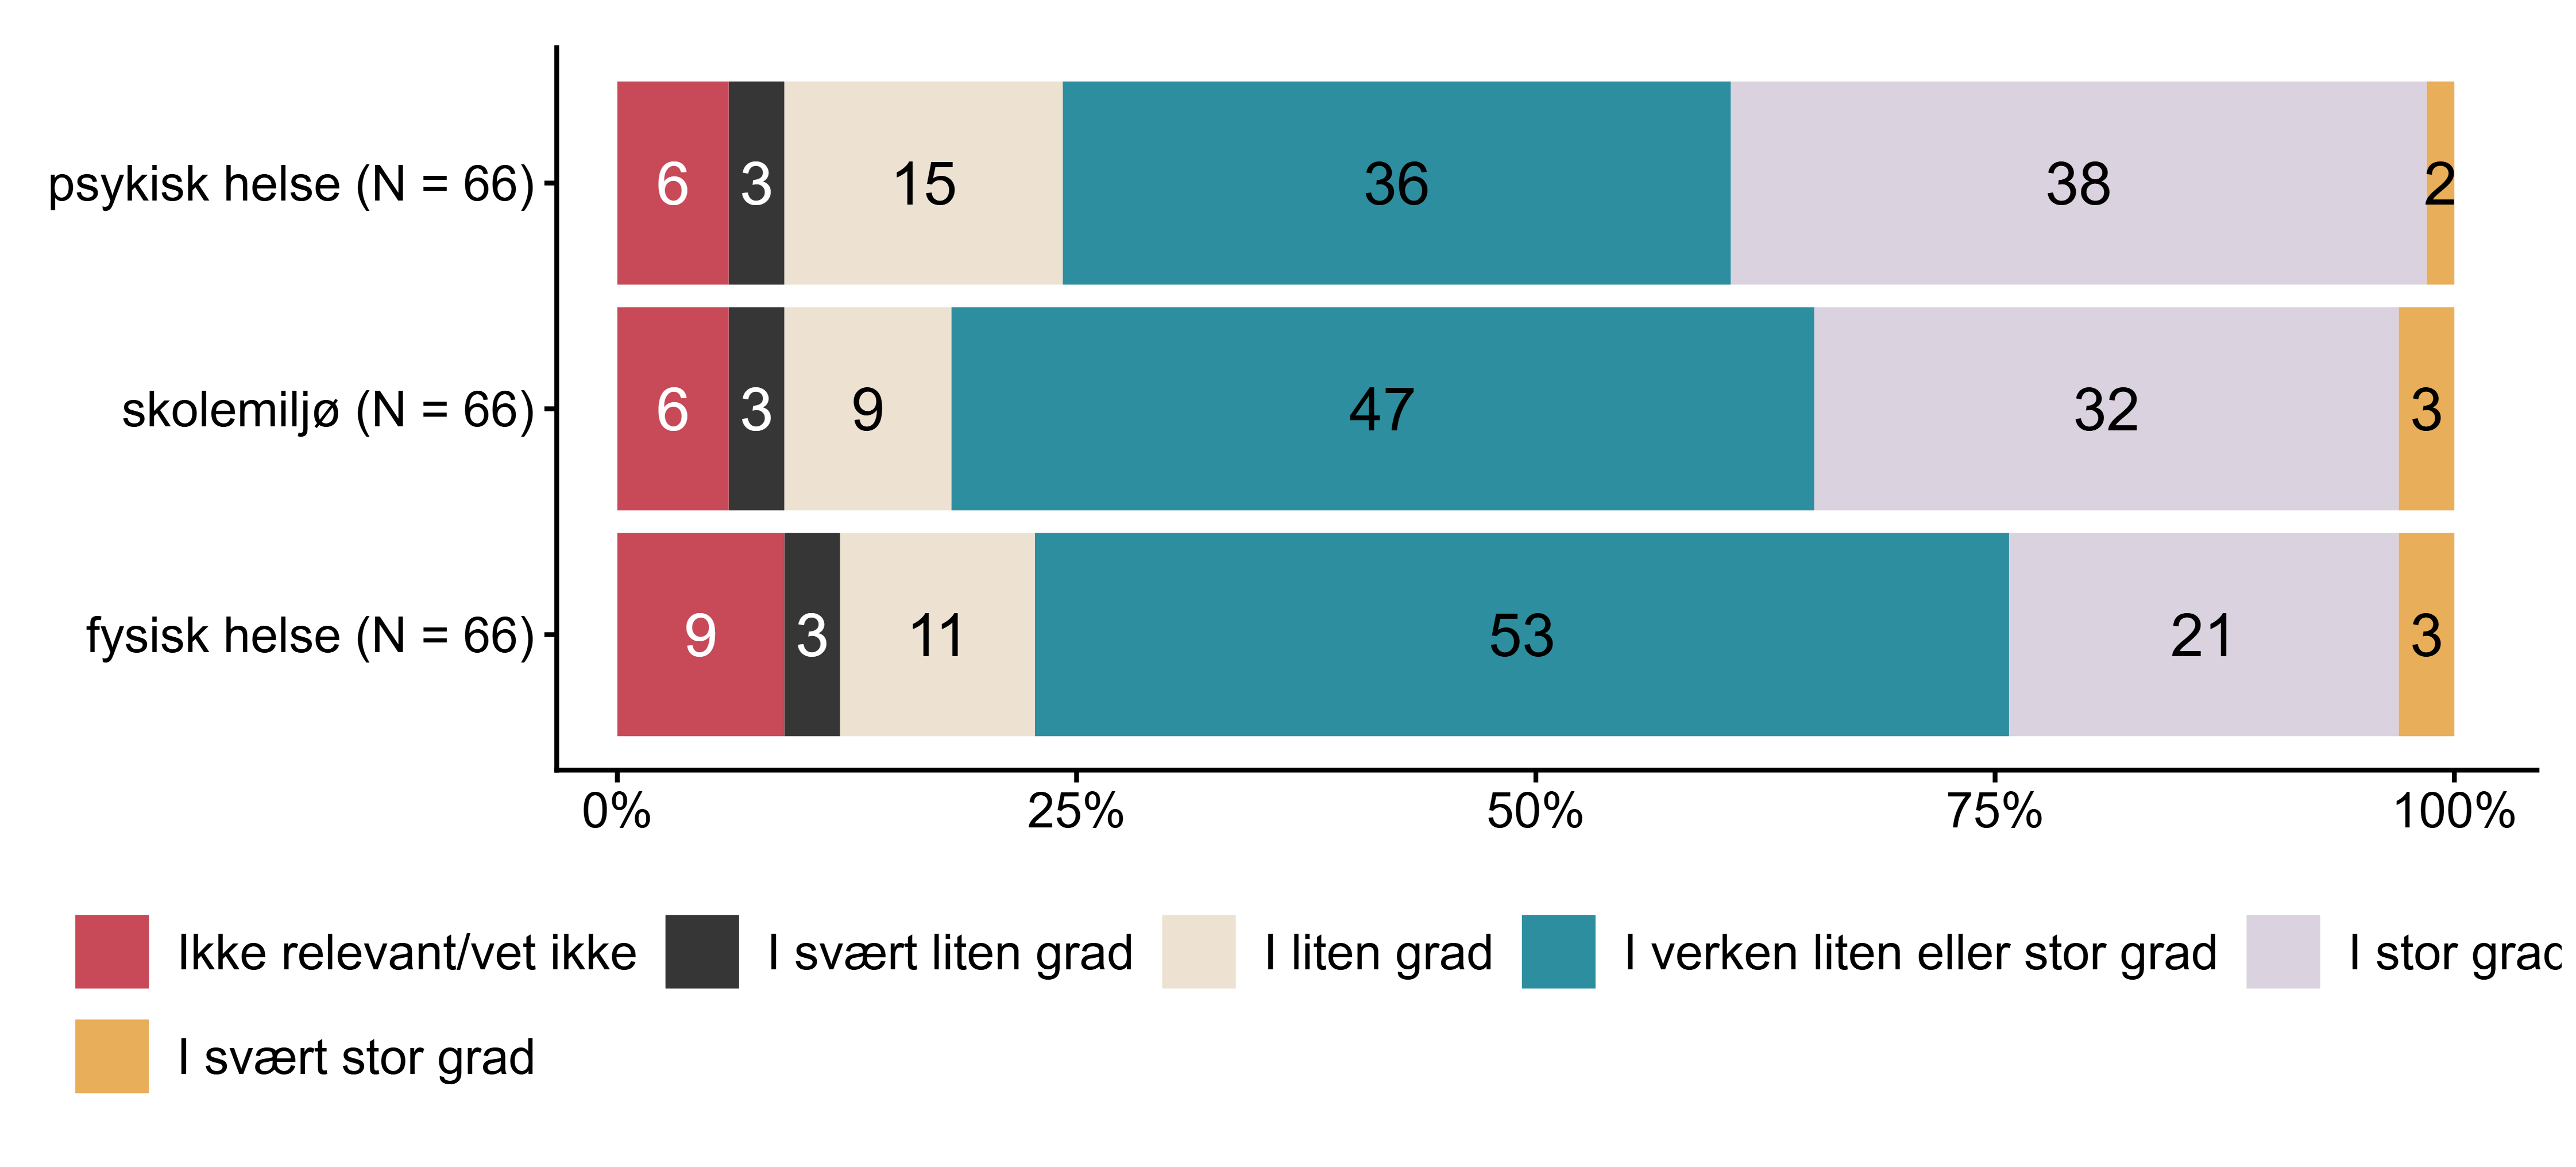 psykisk helse (N = 66) 6 3 15 36 38 2
skolemiljø (N = 66) 6 3 9 47 32 3
fysisk helse (N = 66) 9 3 11 53 21 3
0% 25% 50% 75% 100%
Ikke relevant/vet ikke I svært liten grad I liten grad I verken liten eller stor grad I stor grad
I svært stor grad